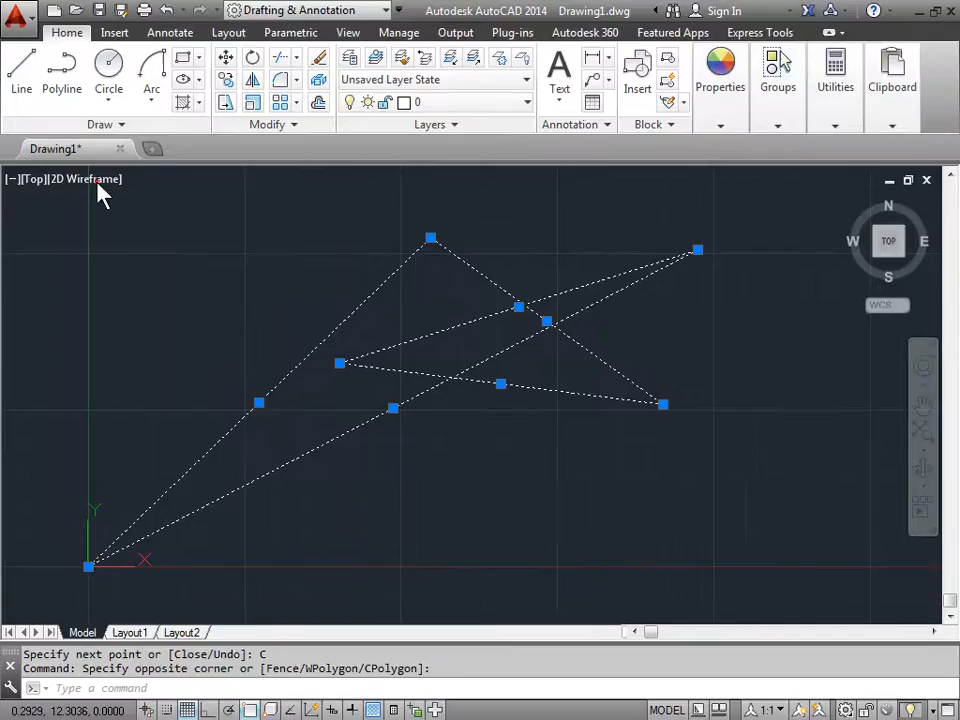 Drafting & Annotation
Autodesk AutoCAD 2014 Drawing1.dwg
Sign In
Home Insert Annotate Layout Parametric View Manage Output Plug-ins Autodesk 360 Featured Apps Express Tools
Line Polyline Circle Arc
Draw
Modify
Unsaved Layer State
0
Layers
Text
Annotation
Insert
Block
Properties
Groups
Utilities
Clipboard
Drawing1*
[−][Top][2D Wireframe]
N
W TOP E
S
WCS
Y
X
Model Layout1 Layout2
Specify next point or [Close/Undo]: C
Command: Specify opposite corner or [Fence/WPolygon/CPolygon]:
Type a command
0.2929, 12.3036, 0.0000
MODEL
1:1